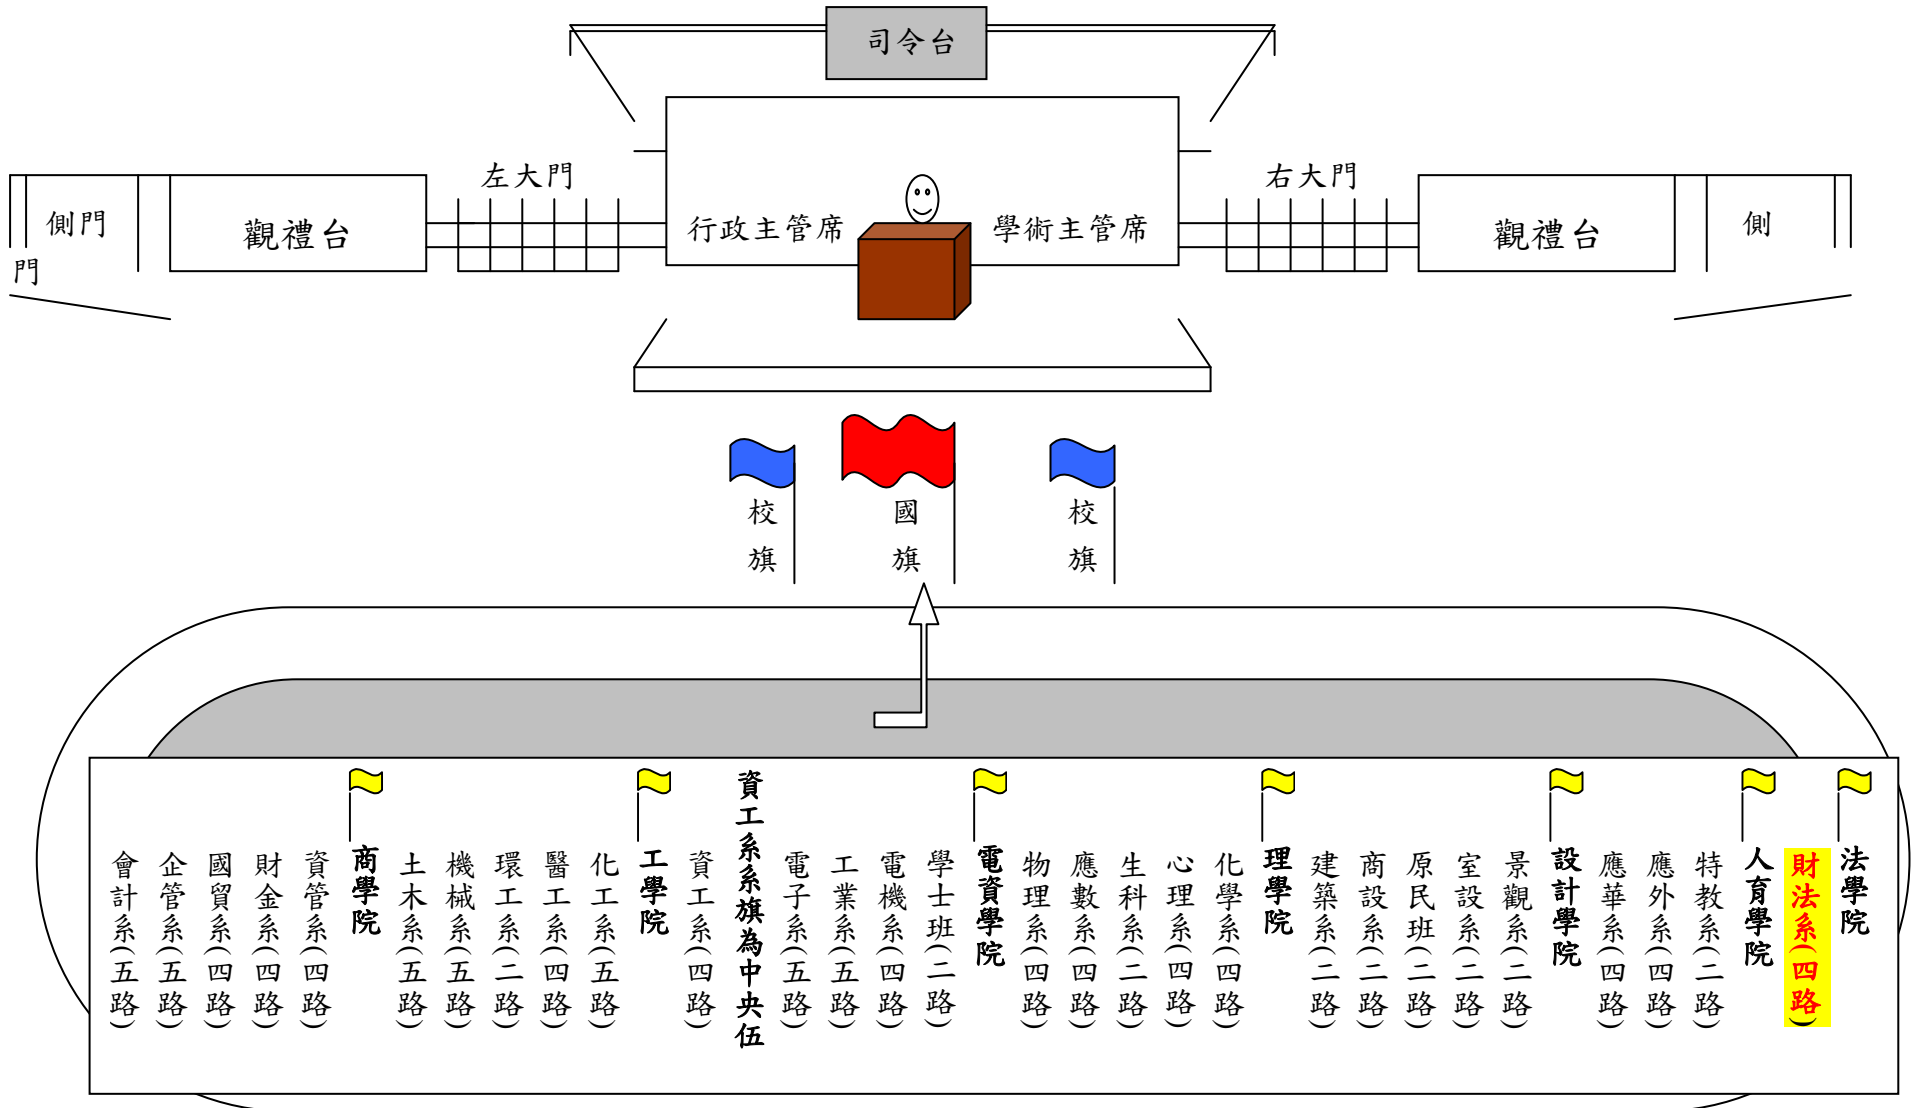 司令台
左大門
右大門
側門
觀禮台
行政主管席
學術主管席
觀禮台
側
門
校旗
國旗
校旗
會計系(五路)
企管系(五路)
國貿系(四路)
財金系(四路)
資管系(四路)
商學院
土木系(五路)
機械系(五路)
環工系(二路)
醫工系(四路)
化工系(五路)
工學院
資工系(四路)
資工系系旗為中央伍
電子系(五路)
工業系(五路)
電機系(四路)
學士班(二路)
電資學院
物理系(四路)
應數系(四路)
生科系(二路)
心理系(四路)
化學系(四路)
理學院
建築系(二路)
商設系(二路)
原民班(二路)
室設系(二路)
景觀系(二路)
設計學院
應華系(四路)
應外系(四路)
特教系(二路)
人育學院
財法系(四路)
法學院